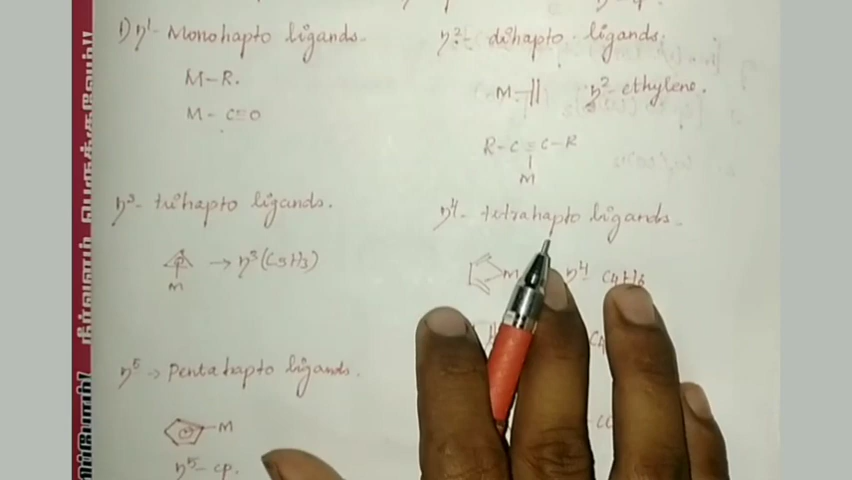 1) η¹- Monohapto ligands.
M-R.
M - C≡O
η²- dihapto ligands.
M-|| η²- ethylene.
R-C≡C-R
M
η³- trihapto ligands.
→ η³(C3H3)
M
η⁴- tetrahapto ligands.
M η⁴- C4H6
η⁵ → Pentahapto ligands.
-M
η⁵- cp.